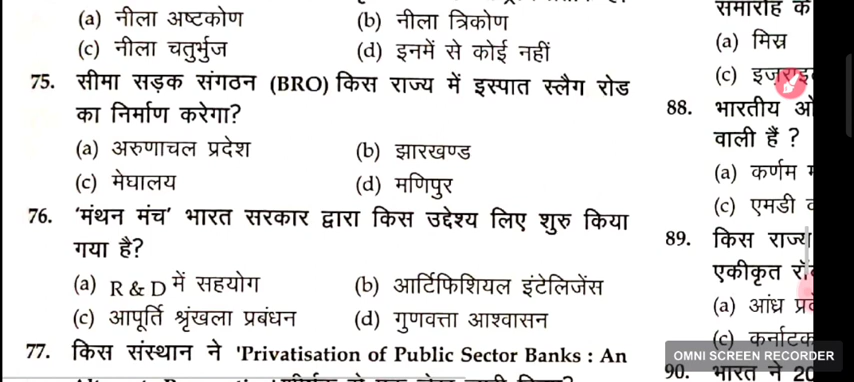 (a) नीला अष्टकोण (b) नीला त्रिकोण
(c) नीला चतुर्भुज (d) इनमें से कोई नहीं
75. सीमा सड़क संगठन (BRO) किस राज्य में इस्पात स्लैग रोड
का निर्माण करेगा?
(a) अरुणाचल प्रदेश (b) झारखण्ड
(c) मेघालय (d) मणिपुर
76. 'मंथन मंच' भारत सरकार द्वारा किस उद्देश्य लिए शुरु किया
गया है?
(a) R & D में सहयोग (b) आर्टिफिशियल इंटेलिजेंस
(c) आपूर्ति श्रृंखला प्रबंधन (d) गुणवत्ता आश्वासन
77. किस संस्थान ने 'Privatisation of Public Sector Banks : An
समारोह के
(a) मिस्र
(c)
88. भारतीय
वाली हैं ?
(a) कर्णम
(c) एमडी
89. किस राज्य
एकीकृत
(a) आंध्र
(c) कर्नाटक
90. भारत ने 20
OMNI SCREEN RECORDER